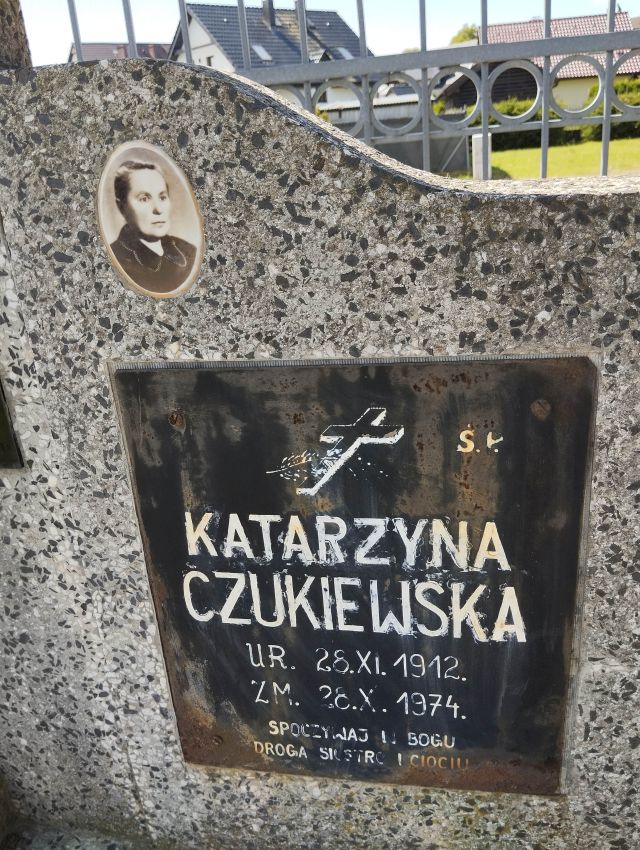 Ś.P.
KATARZYNA
CZUKIEWSKA
UR. 28.XI.1912.
ZM. 28.X.1974.
SPOCZYWAJ W BOGU
DROGA SIOSTRO I CIOCIU